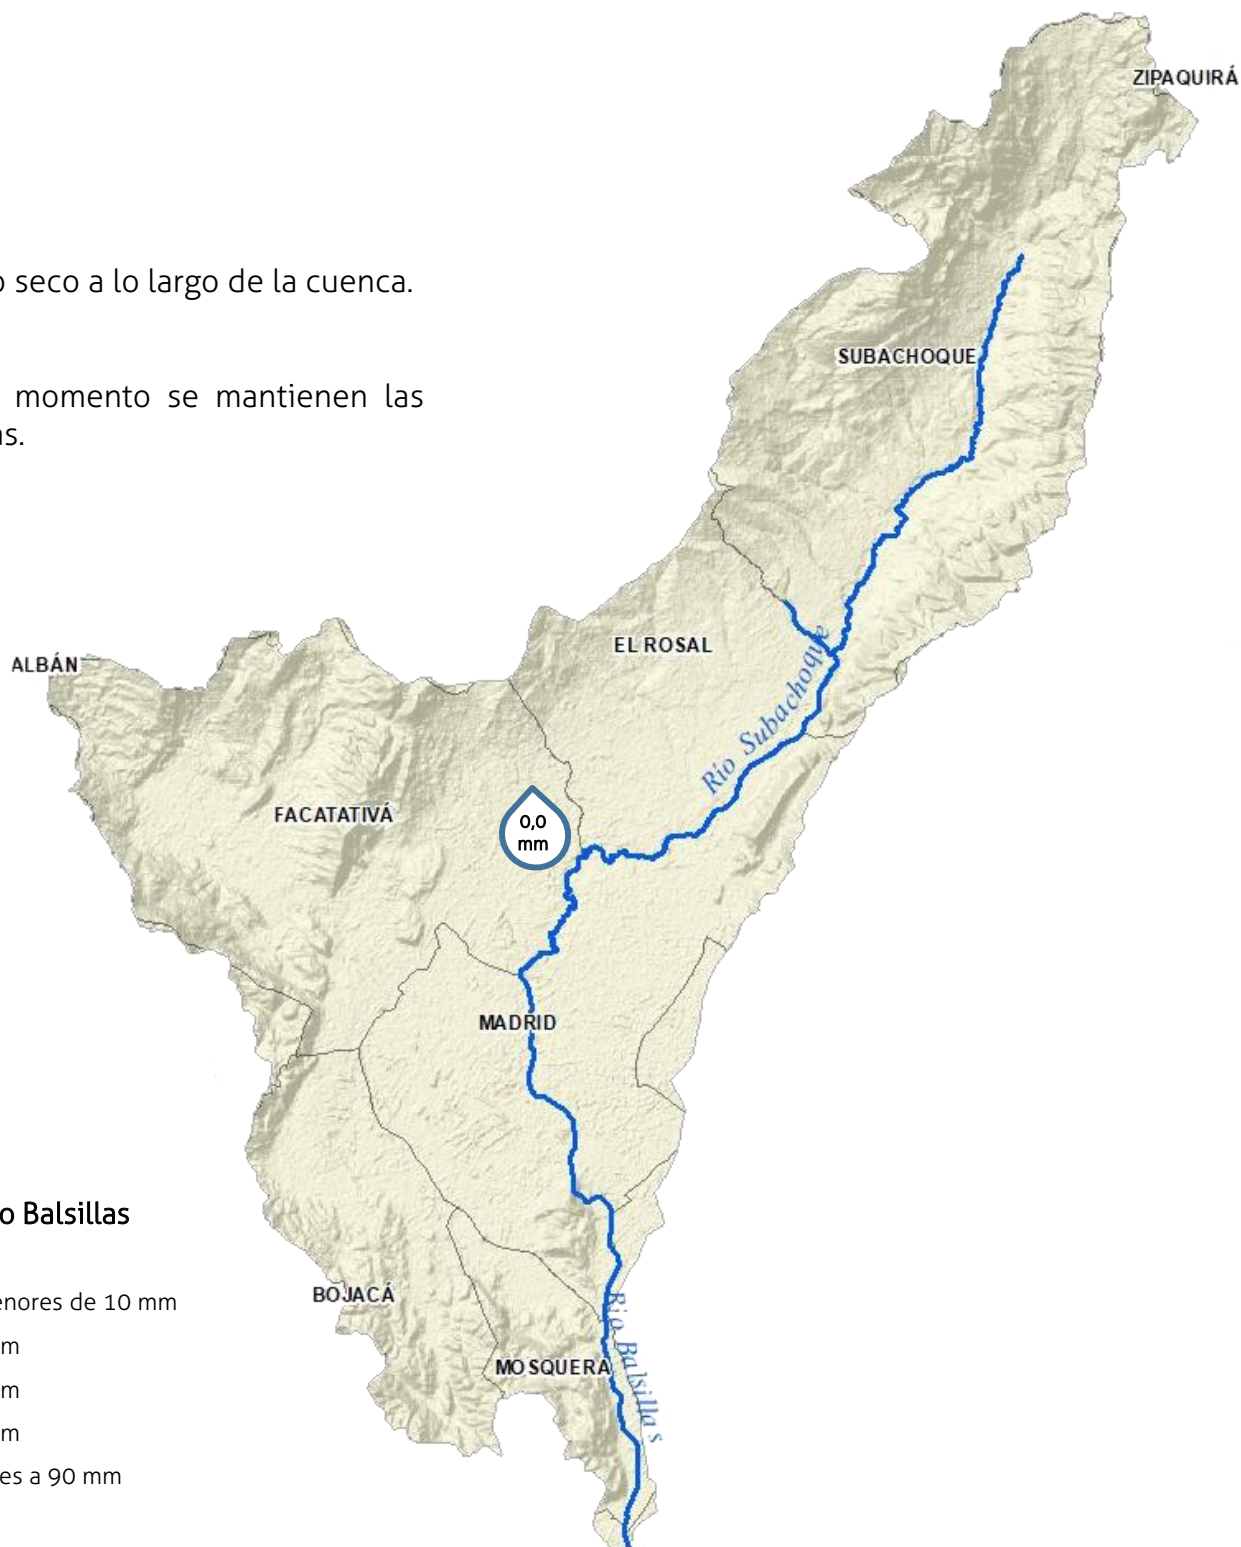 ZIPAQUIRÁ
o seco a lo largo de la cuenca.
SUBACHOQUE
momento se mantienen las
as.
EL ROSAL
ALBÁN
Río Subachoque
FACATATIVÁ
0,0
mm
MADRID
o Balsillas
BOJACÁ
enores de 10 mm
Río Balsillas
m
MOSQUERA
m
m
es a 90 mm